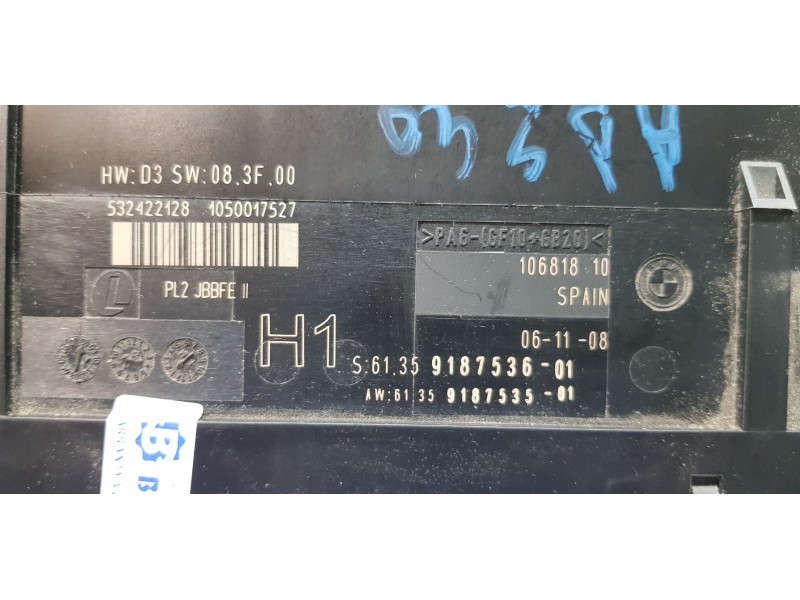 HW: D3 SW: 08.3F.00
532422128 1050017527
>PA6-(GF10+GB20)<
106818 10
PL2 JBBFE II
SPAIN
06-11-08
H1
S:61.35 9187536-01
AW:61 35 9187535-01
B
B